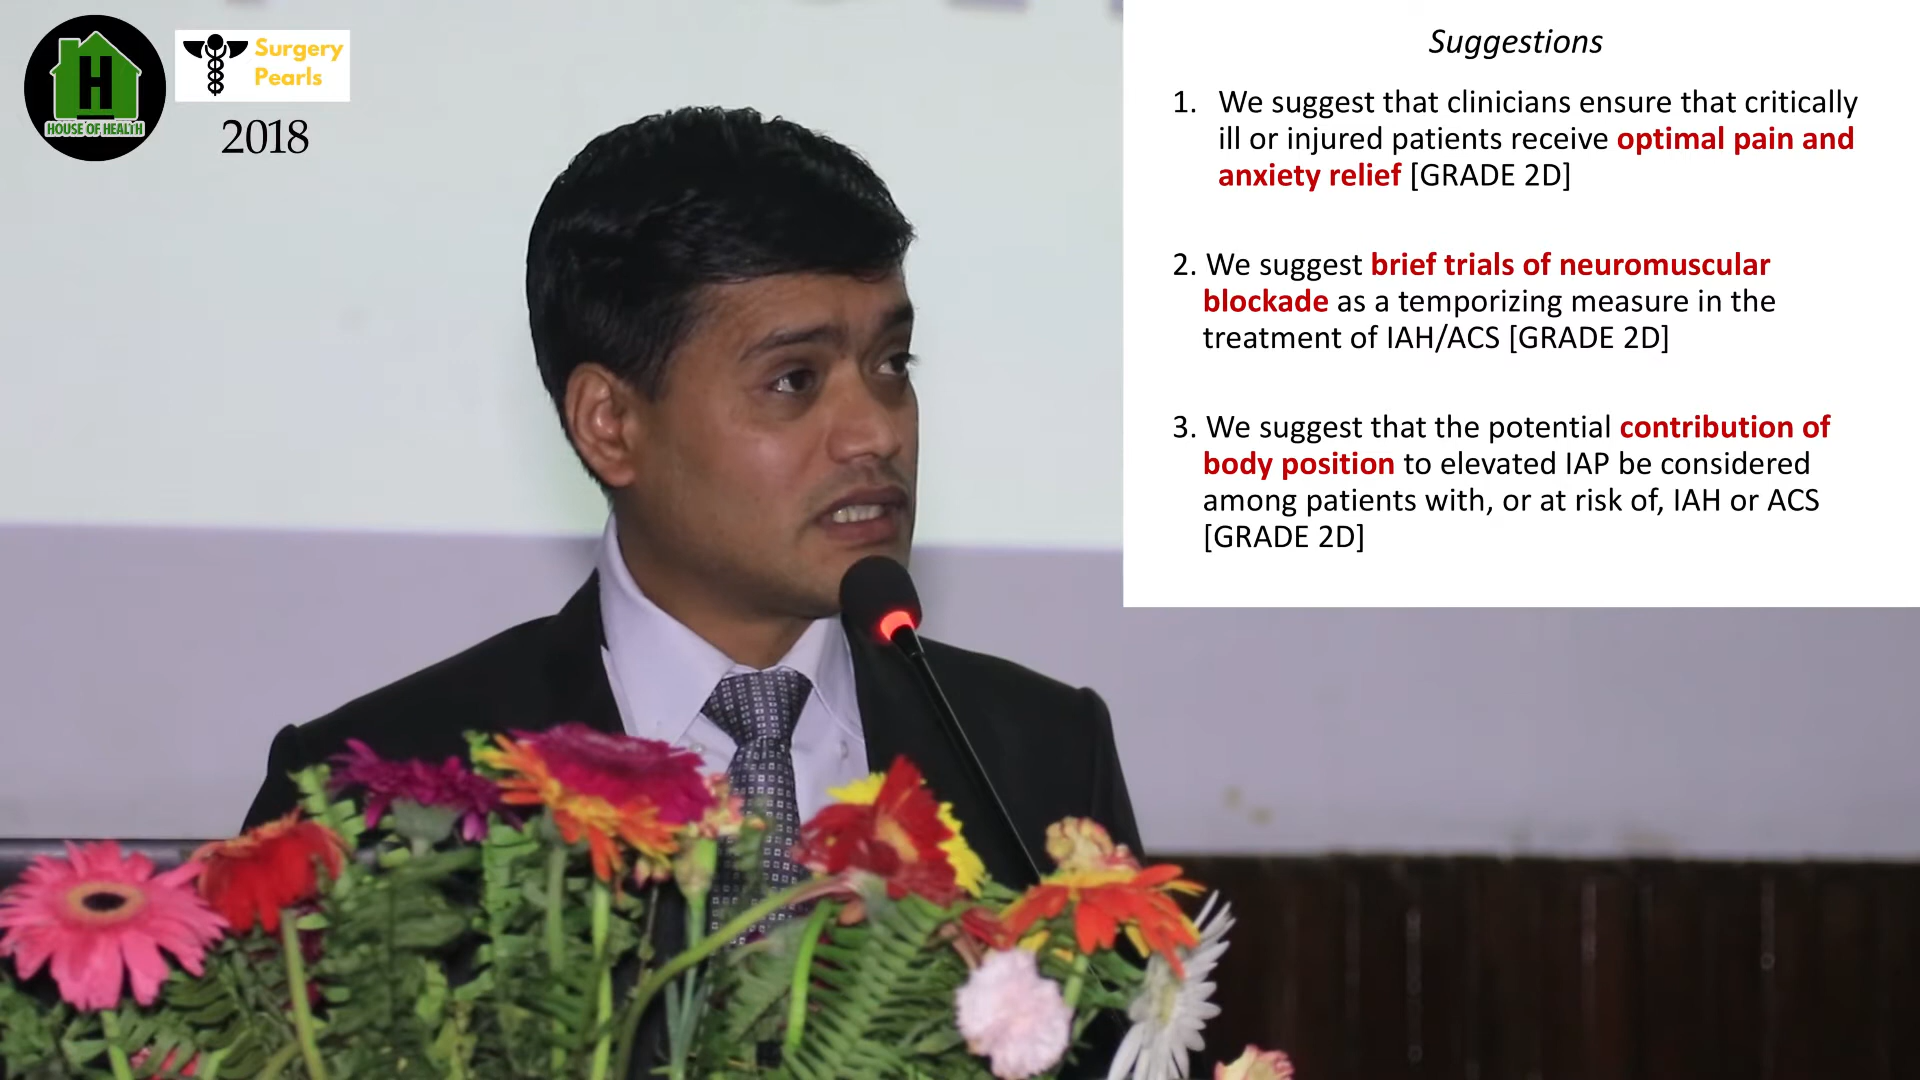 H
HOUSE OF HEALTH
Surgery
Pearls
2018
Suggestions
1. We suggest that clinicians ensure that critically
ill or injured patients receive optimal pain and
anxiety relief [GRADE 2D]
2. We suggest brief trials of neuromuscular
blockade as a temporizing measure in the
treatment of IAH/ACS [GRADE 2D]
3. We suggest that the potential contribution of
body position to elevated IAP be considered
among patients with, or at risk of, IAH or ACS
[GRADE 2D]